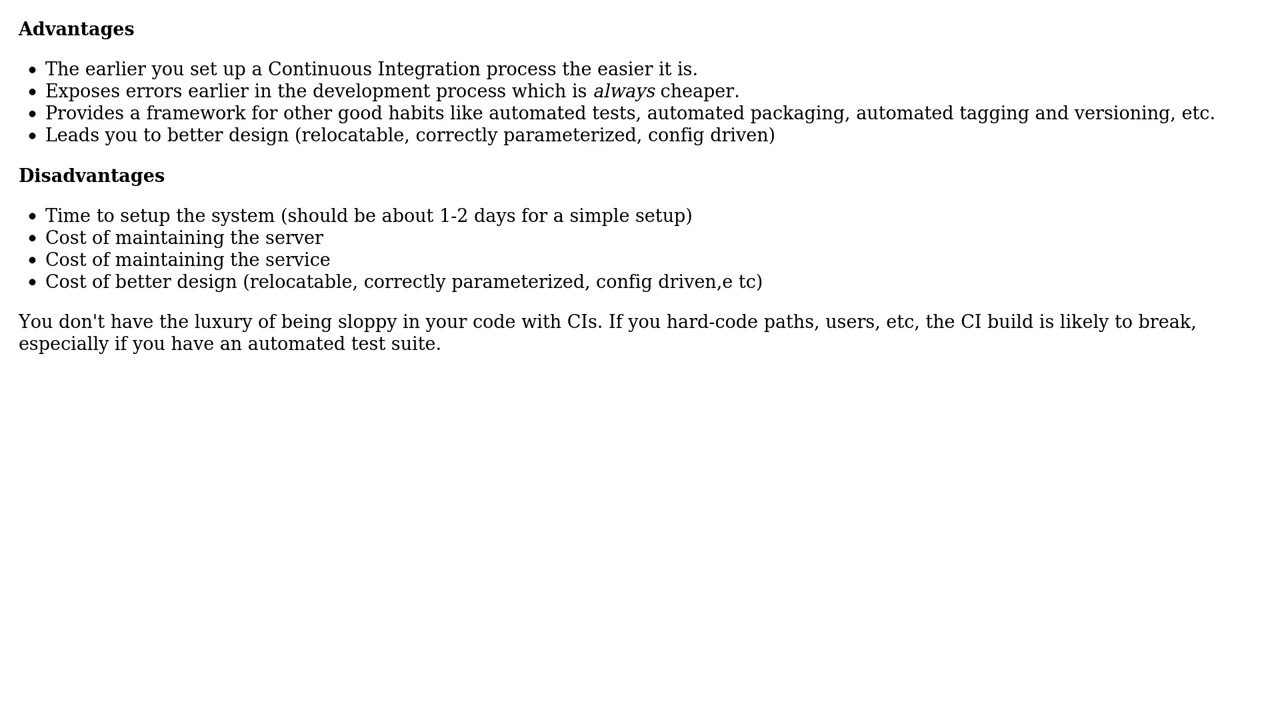 Advantages
The earlier you set up a Continuous Integration process the easier it is.
Exposes errors earlier in the development process which is always cheaper.
Provides a framework for other good habits like automated tests, automated packaging, automated tagging and versioning, etc.
Leads you to better design (relocatable, correctly parameterized, config driven)
Disadvantages
Time to setup the system (should be about 1-2 days for a simple setup)
Cost of maintaining the server
Cost of maintaining the service
Cost of better design (relocatable, correctly parameterized, config driven,e tc)
You don't have the luxury of being sloppy in your code with CIs. If you hard-code paths, users, etc, the CI build is likely to break,
especially if you have an automated test suite.